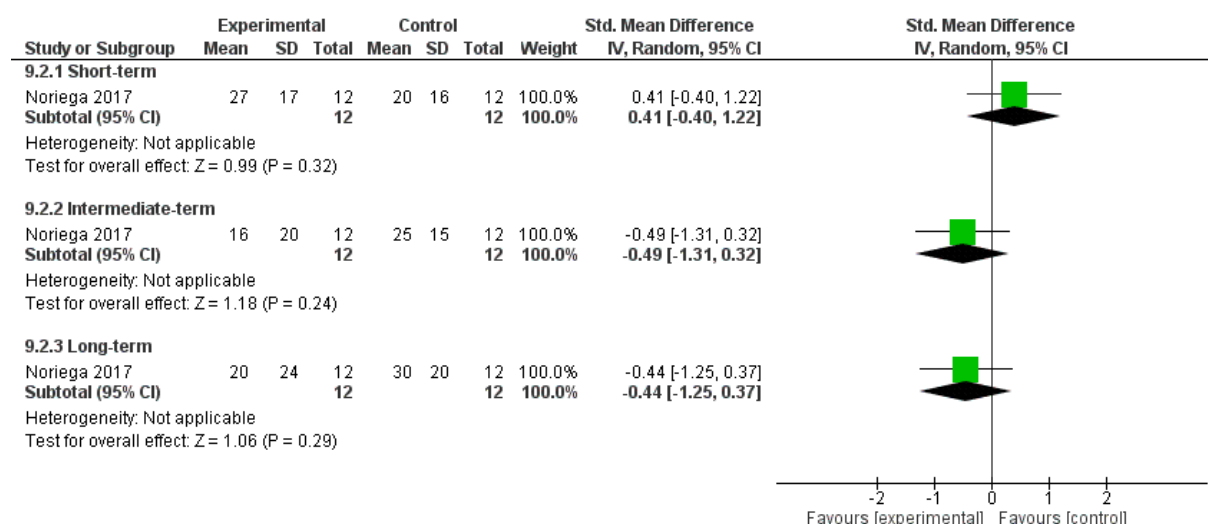 Experimental Control Std. Mean Difference Std. Mean Difference
Study or Subgroup Mean SD Total Mean SD Total Weight IV, Random, 95% CI IV, Random, 95% CI
9.2.1 Short-term
Noriega 2017 27 17 12 20 16 12 100.0% 0.41 [-0.40, 1.22]
Subtotal (95% CI) 12 12 100.0% 0.41 [-0.40, 1.22]
Heterogeneity: Not applicable
Test for overall effect: Z = 0.99 (P = 0.32)
9.2.2 Intermediate-term
Noriega 2017 16 20 12 25 15 12 100.0% -0.49 [-1.31, 0.32]
Subtotal (95% CI) 12 12 100.0% -0.49 [-1.31, 0.32]
Heterogeneity: Not applicable
Test for overall effect: Z = 1.18 (P = 0.24)
9.2.3 Long-term
Noriega 2017 20 24 12 30 20 12 100.0% -0.44 [-1.25, 0.37]
Subtotal (95% CI) 12 12 100.0% -0.44 [-1.25, 0.37]
Heterogeneity: Not applicable
Test for overall effect: Z = 1.06 (P = 0.29)
-2 -1 0 1 2
Favours [experimental] Favours [control]